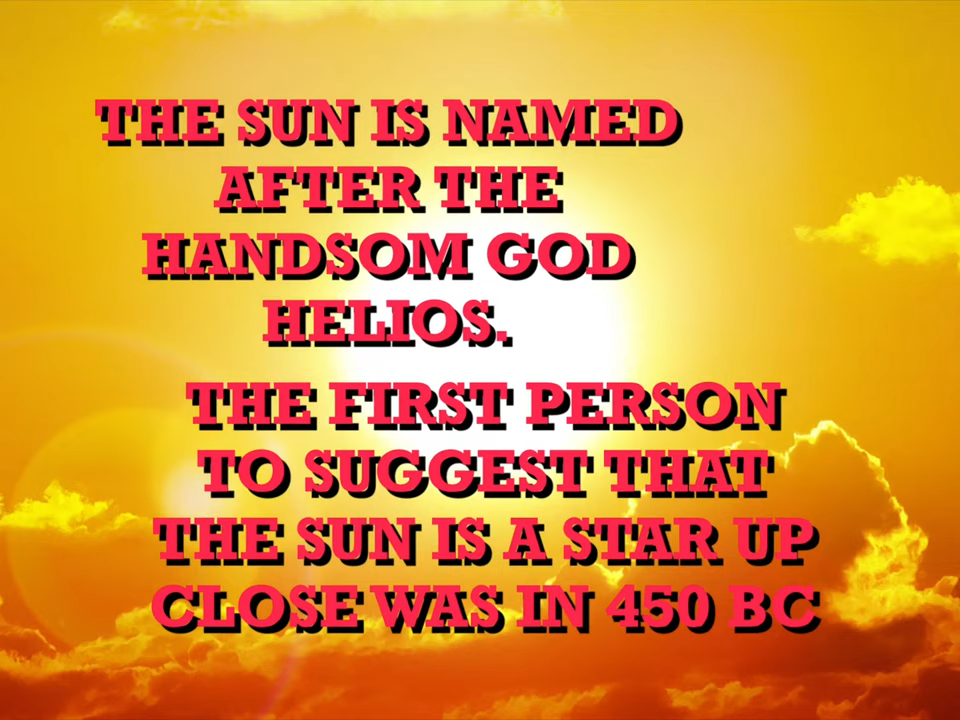 THE SUN IS NAMED
AFTER THE
HANDSOM GOD
HELIOS.
THE FIRST PERSON
TO SUGGEST THAT
THE SUN IS A STAR UP
CLOSE WAS IN 450 BC